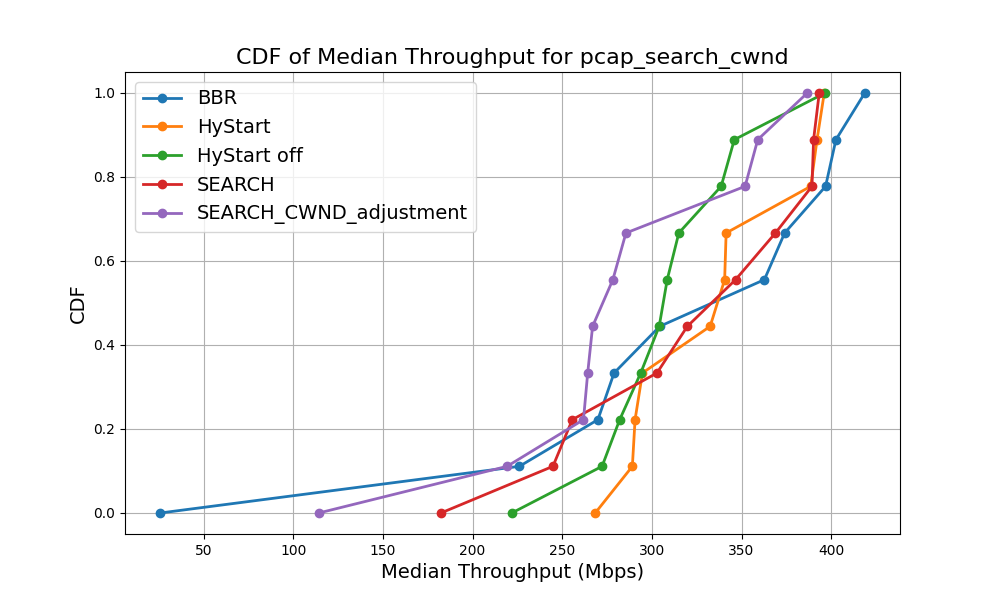 CDF of Median Throughput for pcap_search_cwnd
BBR
HyStart
HyStart off
SEARCH
SEARCH_CWND_adjustment
1.0
0.8
0.6
0.4
0.2
0.0
CDF
50 100 150 200 250 300 350 400
Median Throughput (Mbps)